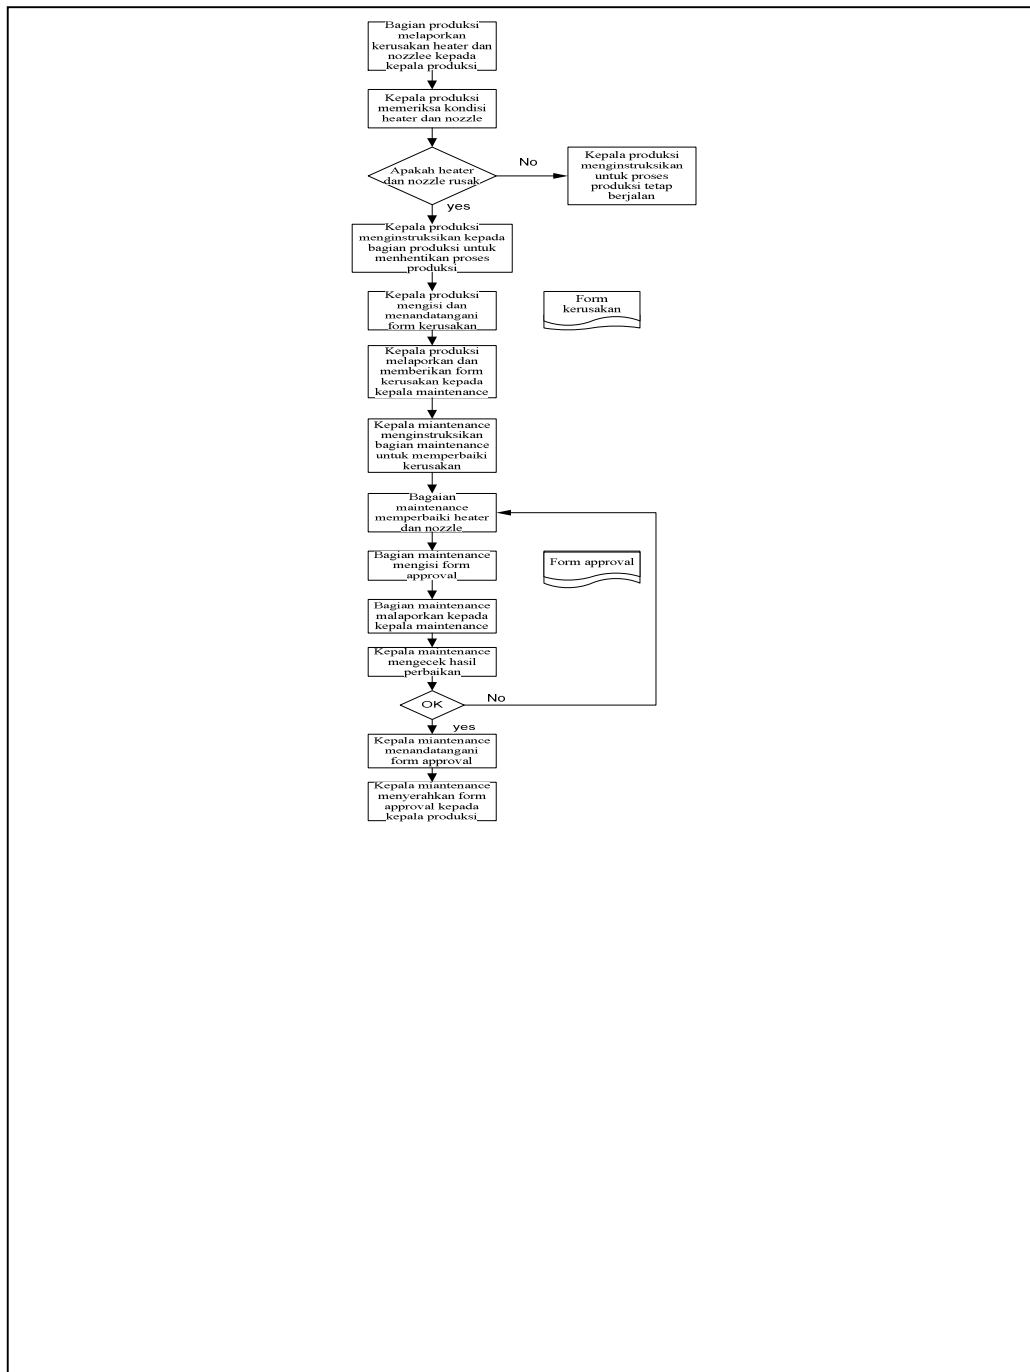 Bagian produksi
melaporkan
kerusakan heater dan
nozzlee kepada
kepala produksi
Kepala produksi
memeriksa kondisi
heater dan nozzle
Apakah heater
dan nozzle rusak
No
Kepala produksi
menginstruksikan
untuk proses
produksi tetap
berjalan
yes
Kepala produksi
menginstruksikan kepada
bagian produksi untuk
menhentikan proses
produksi
Kepala produksi
mengisi dan
menandatangani
form kerusakan
Form
kerusakan
Kepala produksi
melaporkan dan
memberikan form
kerusakan kepada
kepala maintenance
Kepala miantenance
menginstruksikan
bagian maintenance
untuk memperbaiki
kerusakan
Bagaian
maintenance
memperbaiki heater
dan nozzle
Bagian maintenance
mengisi form
approval
Form approval
Bagian maintenance
malaporkan kepada
kepala maintenance
Kepala maintenance
mengecek hasil
perbaikan
OK
No
yes
Kepala miantenance
menandatangani
form approval
Kepala miantenance
menyerahkan form
approval kepada
kepala produksi